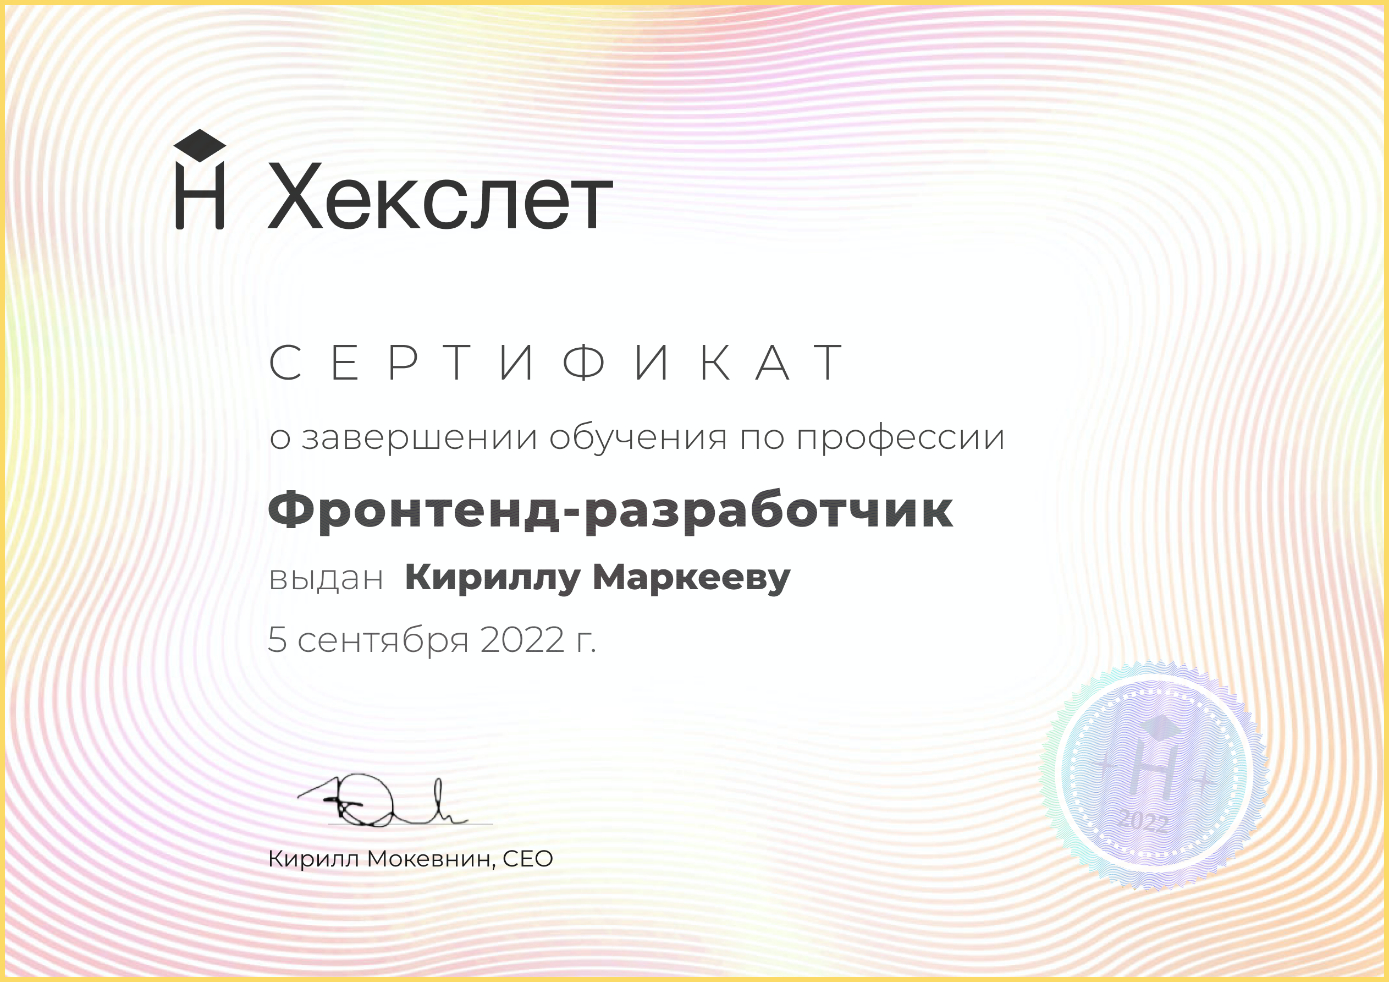 Хекслет
СЕРТИФИКАТ
о завершении обучения по профессии
Фронтенд-разработчик
выдан Кириллу Маркееву
5 сентября 2022 г.
Кирилл Мокевнин, CEO
H
2022